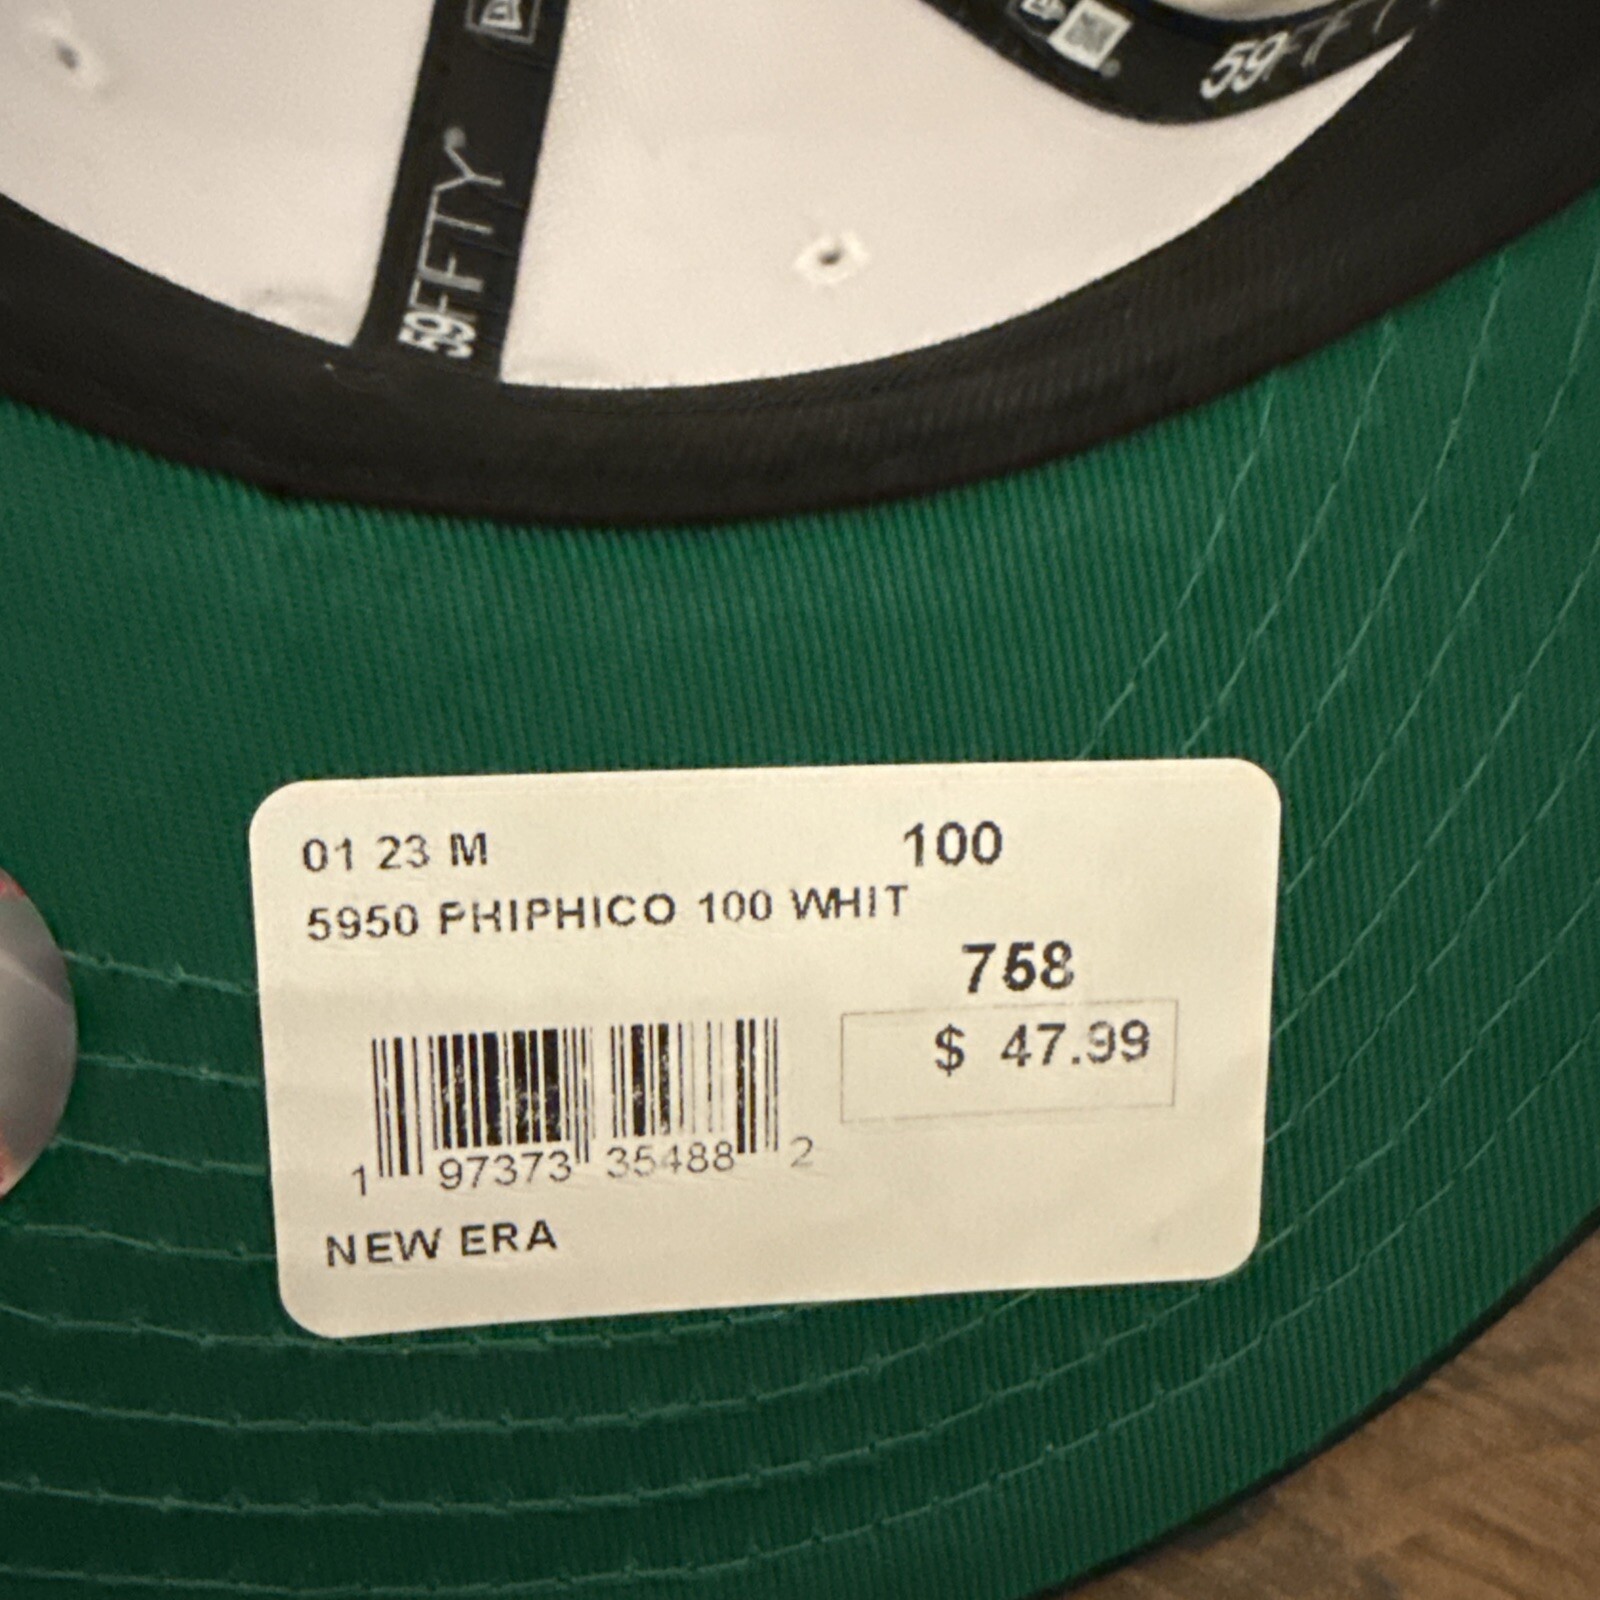 59FIFTY
59FIFTY®
01 23 M 100
5950 PHIPHICO 100 WHIT
758
$ 47.99
1 97373 35488 2
NEW ERA